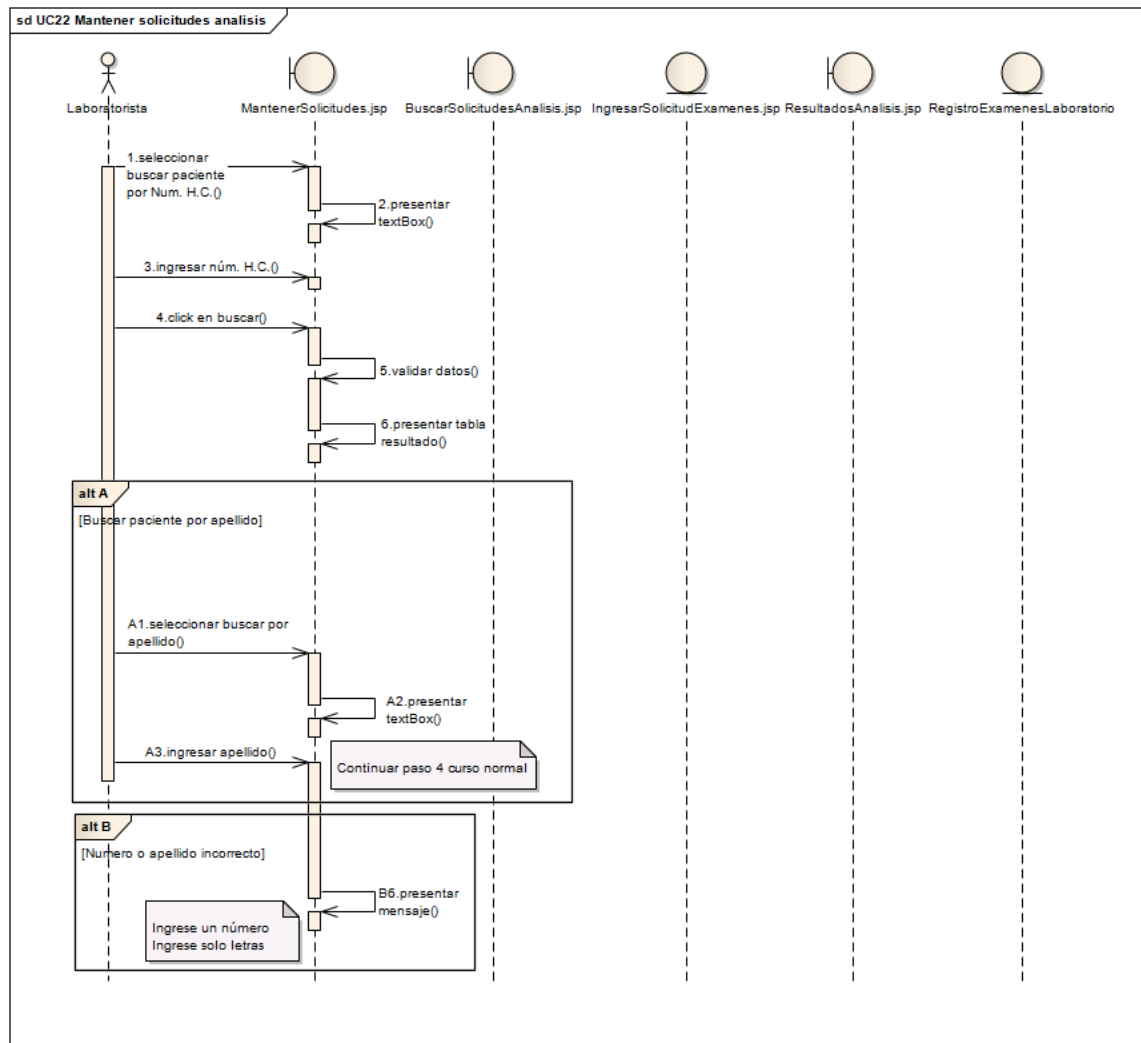 sd UC22 Mantener solicitudes analisis
Laboratorista
MantenerSolicitudes.jsp
BuscarSolicitudesAnalisis.jsp
IngresarSolicitudExamenes.jsp
ResultadosAnalisis.jsp
RegistroExamenesLaboratorio
1.seleccionar
buscar paciente
por Num. H.C.()
2.presentar
textBox()
3.ingresar núm. H.C.()
4.click en buscar()
5.validar datos()
6.presentar tabla
resultado()
alt A
[Buscar paciente por apellido]
A1.seleccionar buscar por
apellido()
A2.presentar
textBox()
A3.ingresar apellido()
Continuar paso 4 curso normal
alt B
[Numero o apellido incorrecto]
B6.presentar
mensaje()
Ingrese un número
Ingrese solo letras